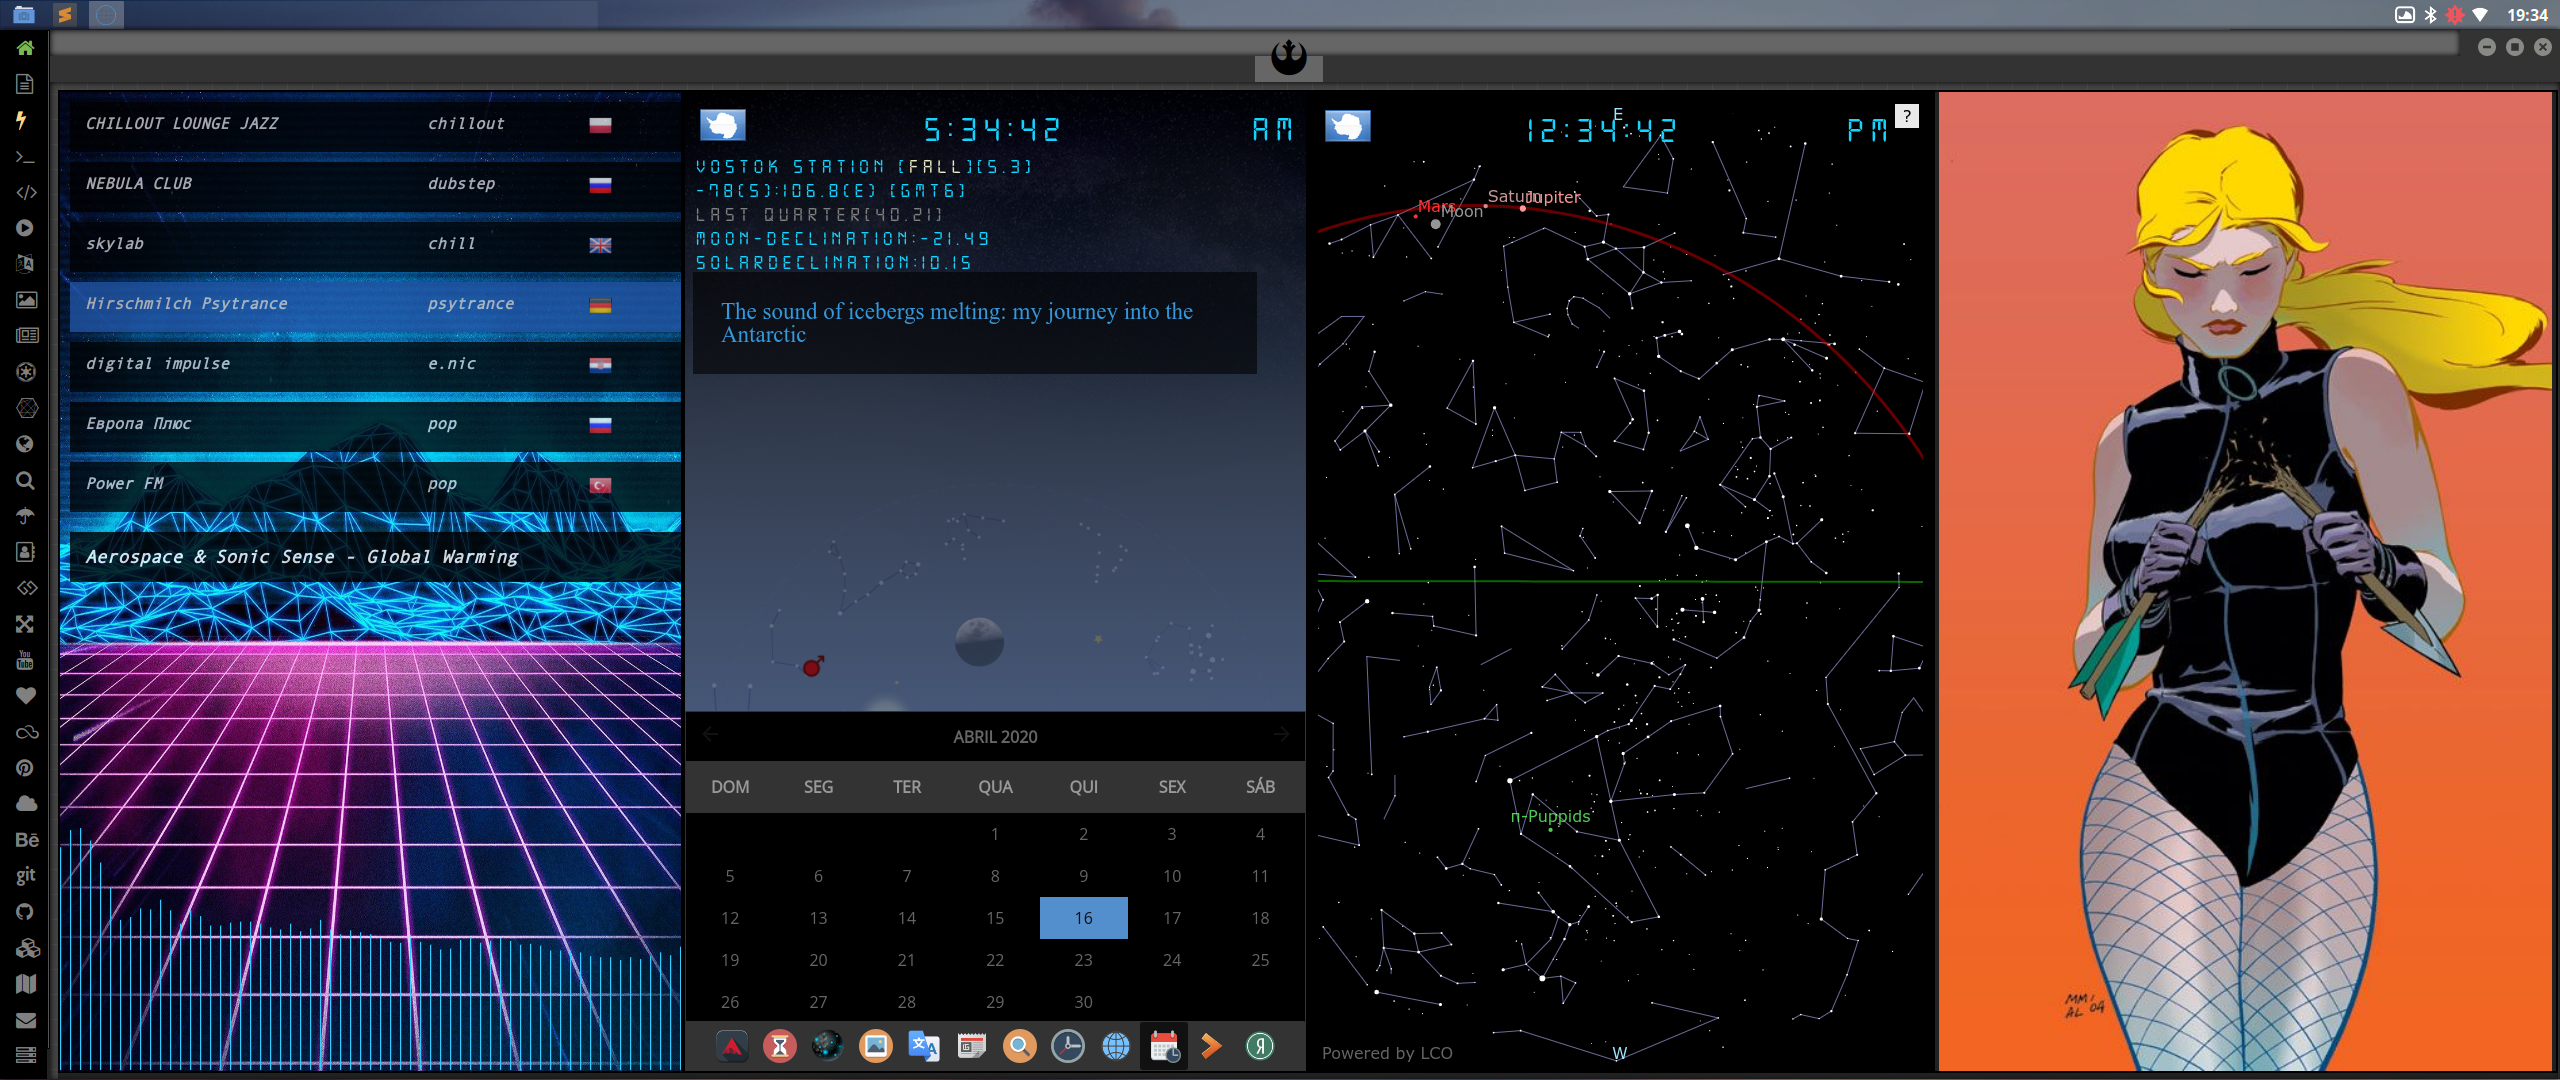 19:34
CHILLOUT LOUNGE JAZZ chillout
NEBULA CLUB dubstep
skylab chill
Hirschmilch Psytrance psytrance
digital impulse e.nic
Европа Плюс pop
Power FM pop
Aerospace & Sonic Sense - Global Warming
You
Tube
Bē
git
5:34:42 AM
VOSTOK STATION [FALL][5.3]
-78(S):106.8(E) [GMT6]
LAST QUARTER[40.21]
MOON-DECLINATION:-21.49
SOLARDECLINATION:10.15
The sound of icebergs melting: my journey into the
Antarctic
ABRIL 2020
DOM SEG TER QUA QUI SEX SÁB
1 2 3 4
5 6 7 8 9 10 11
12 13 14 15 16 17 18
19 20 21 22 23 24 25
26 27 28 29 30
E
12:34:42 PM
?
Mars Moon Saturn Jupiter
π-Puppids
Powered by LCO
W